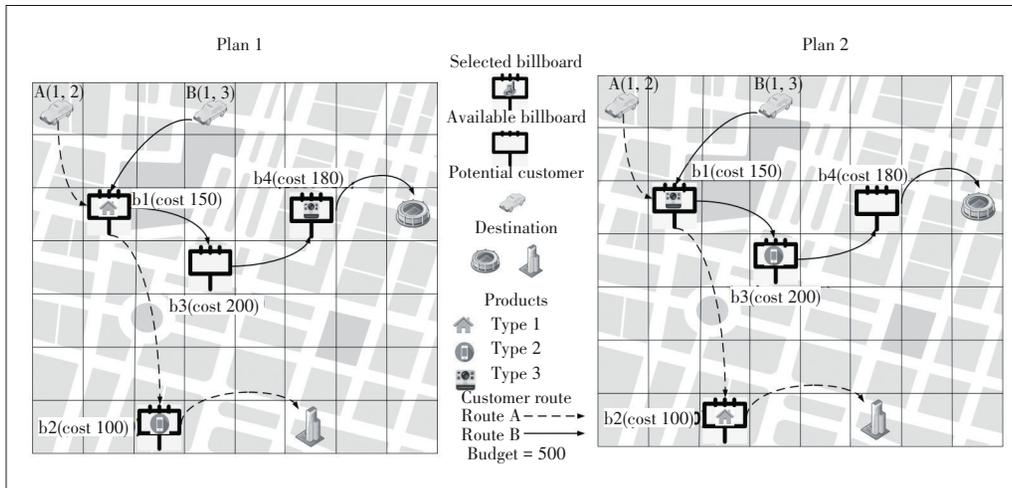 Plan 1
A(1, 2)
B(1, 3)
b1(cost 150)
b4(cost 180)
b3(cost 200)
b2(cost 100)
Selected billboard
Available billboard
Potential customer
Destination
Products
Type 1
Type 2
Type 3
Customer route
Route A
Route B
Budget = 500
Plan 2
A(1, 2)
B(1, 3)
b1(cost 150)
b4(cost 180)
b3(cost 200)
b2(cost 100)